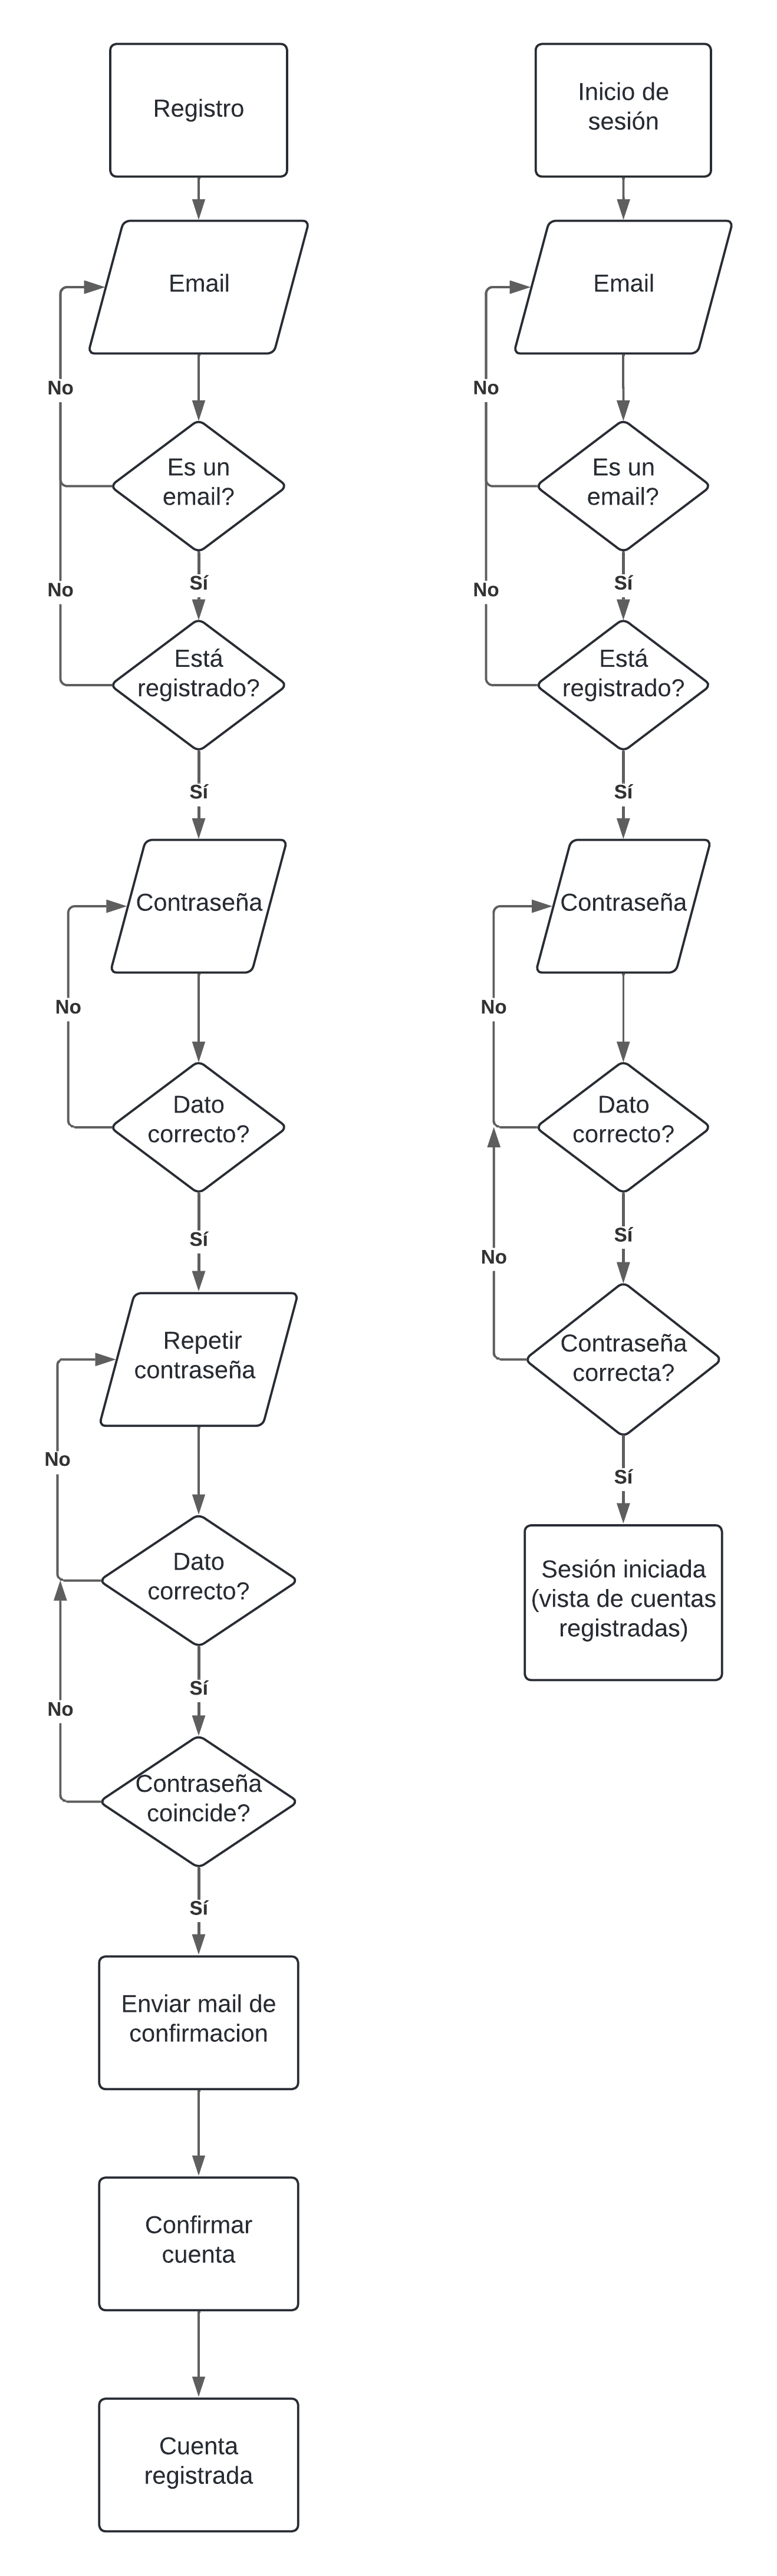 Registro
Email
No
Es un
email?
Sí
No
Está
registrado?
Sí
Contraseña
No
Dato
correcto?
Sí
Repetir
contraseña
No
Dato
correcto?
Sí
No
Contraseña
coincide?
Sí
Enviar mail de
confirmacion
Confirmar
cuenta
Cuenta
registrada
Inicio de
sesión
Email
No
Es un
email?
Sí
No
Está
registrado?
Sí
Contraseña
No
Dato
correcto?
Sí
No
Contraseña
correcta?
Sí
Sesión iniciada
(vista de cuentas
registradas)